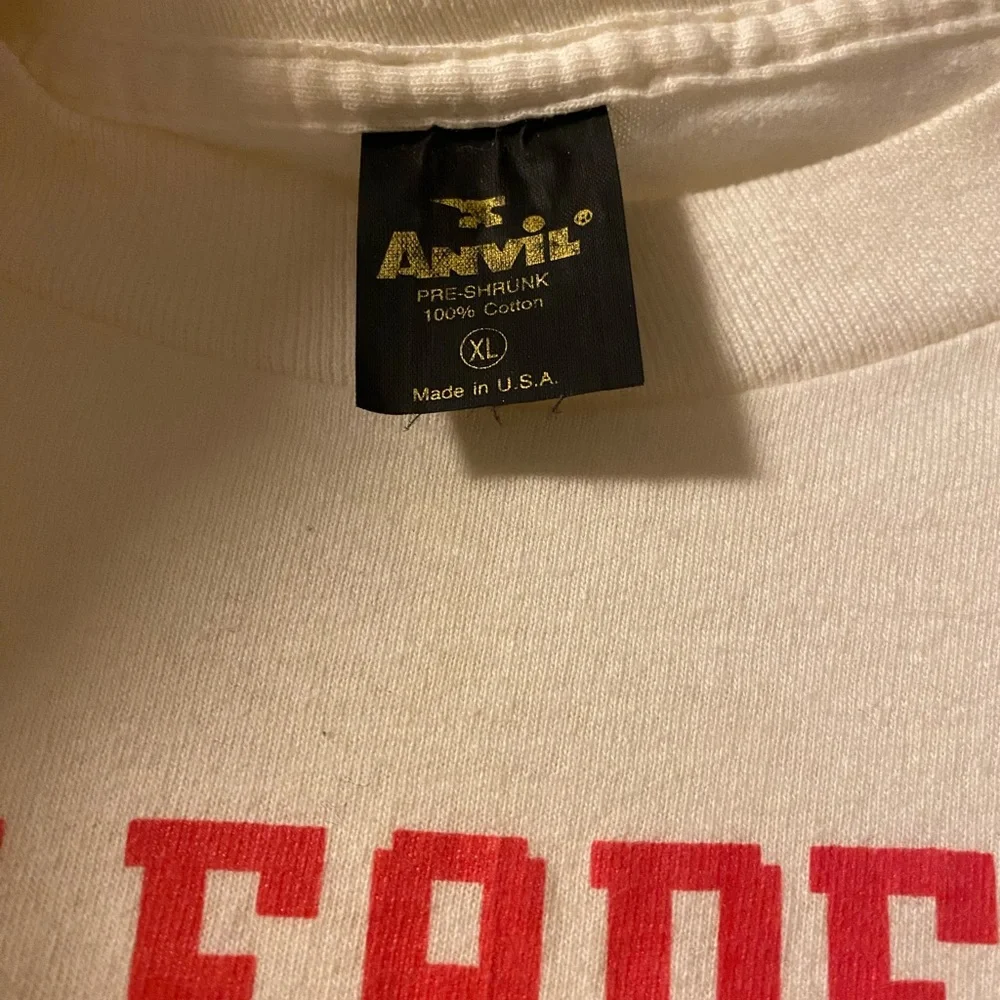 ANViL®
PRE-SHRUNK
100% Cotton
XL
Made in U.S.A.